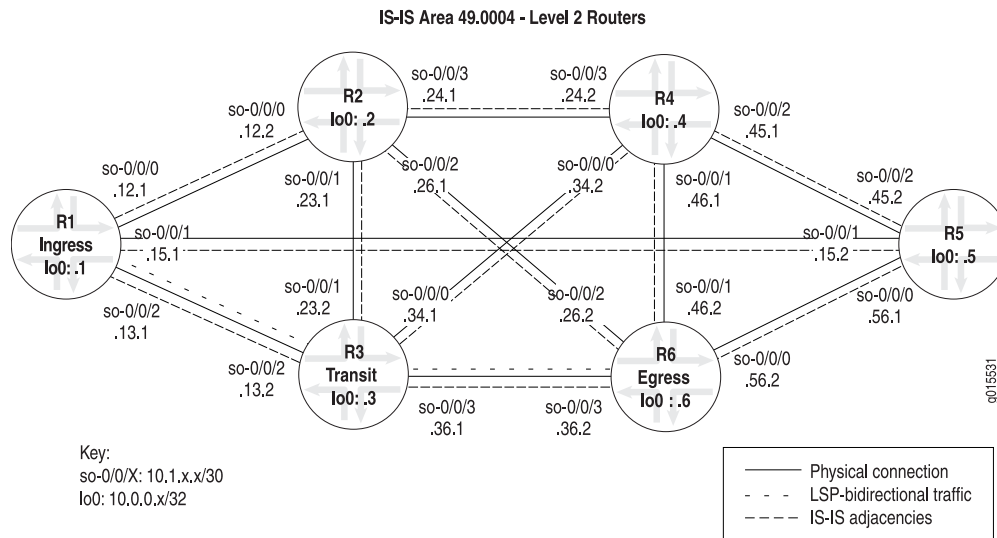 IS-IS Area 49.0004 - Level 2 Routers
R2
lo0: .2
so-0/0/3
.24.1
so-0/0/3
.24.2
R4
lo0: .4
so-0/0/0
.12.2
so-0/0/2
.45.1
so-0/0/0
.12.1
so-0/0/1
.23.1
so-0/0/2
.26.1
so-0/0/0
.34.2
so-0/0/1
.46.1
so-0/0/2
.45.2
R1
Ingress
lo0: .1
so-0/0/1
.15.1
so-0/0/1
.15.2
R5
lo0: .5
so-0/0/2
.13.1
so-0/0/1
.23.2
so-0/0/0
.34.1
so-0/0/2
.26.2
so-0/0/1
.46.2
so-0/0/0
.56.1
so-0/0/2
.13.2
R3
Transit
lo0: .3
R6
Egress
lo0 : .6
so-0/0/0
.56.2
so-0/0/3
.36.1
so-0/0/3
.36.2
g015531
Key:
so-0/0/X: 10.1.x.x/30
lo0: 10.0.0.x/32
Physical connection
LSP-bidirectional traffic
IS-IS adjacencies